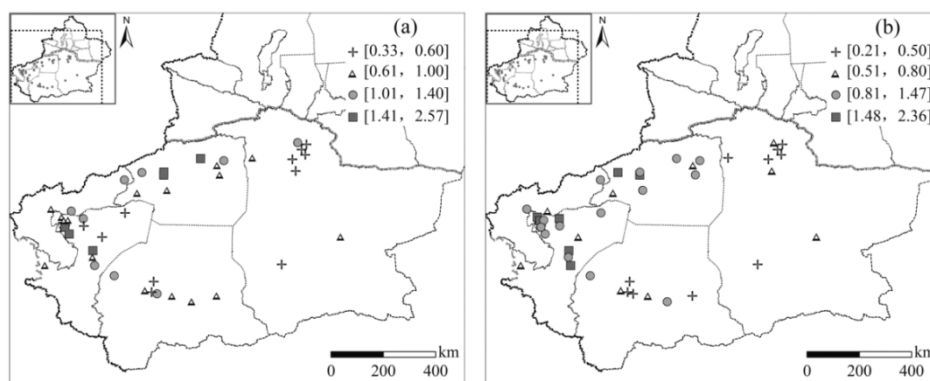 N
(a)
[0.33, 0.60]
[0.61, 1.00]
[1.01, 1.40]
[1.41, 2.57]
km
0 200 400
N
(b)
[0.21, 0.50]
[0.51, 0.80]
[0.81, 1.47]
[1.48, 2.36]
km
0 200 400